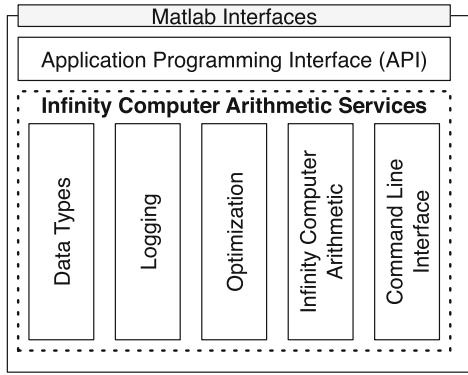 Matlab Interfaces
Application Programming Interface (API)
Infinity Computer Arithmetic Services
Data Types
Logging
Optimization
Infinity Computer
Arithmetic
Command Line
Interface